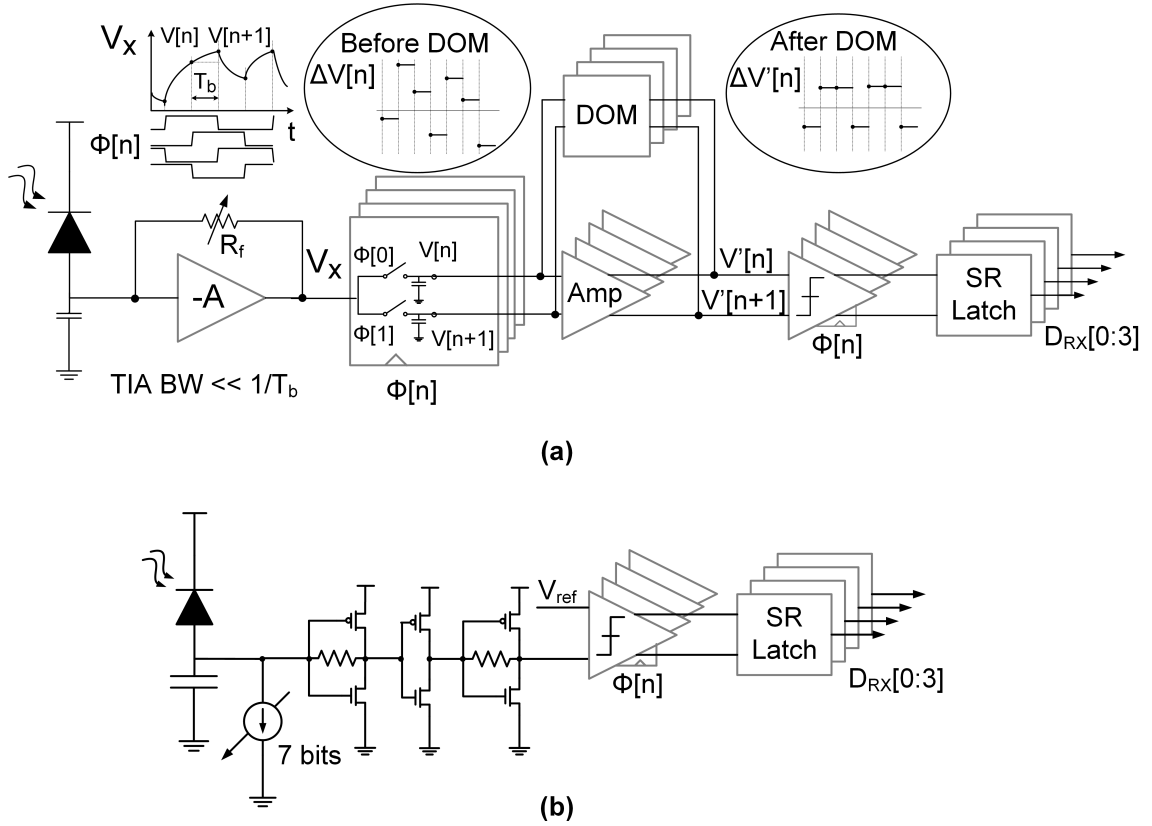 Vx V[n] V[n+1]
Tb
t
Φ[n]
Before DOM
ΔV[n]
DOM
After DOM
ΔV'[n]
Rf
-A
Vx
Φ[0] V[n]
Φ[1] V[n+1]
Φ[n]
Amp
V'[n]
V'[n+1]
Φ[n]
SR
Latch
DRX[0:3]
TIA BW << 1/Tb
(a)
Vref
Φ[n]
SR
Latch
DRX[0:3]
7 bits
(b)